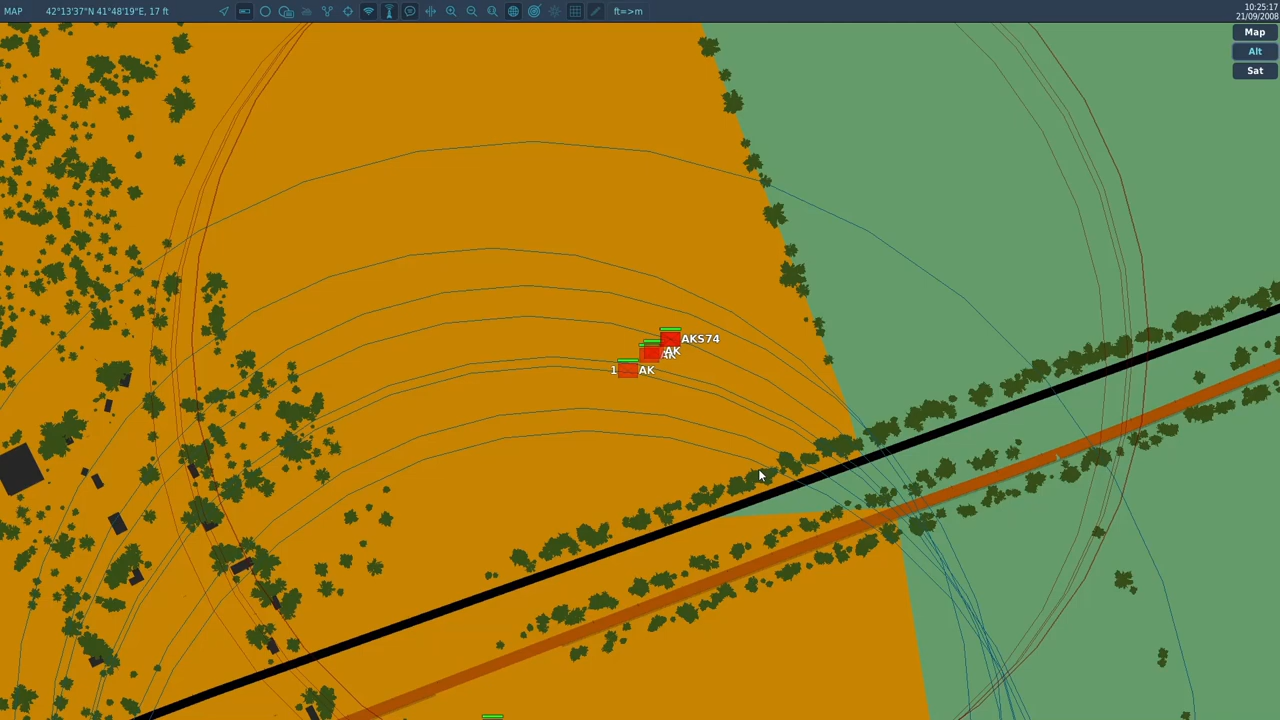 MAP 42°13'37"N 41°48'19"E, 17 ft ft=>m
10:25:17
21/09/2008
Map
Alt
Sat
AKS74
AK
1 AK